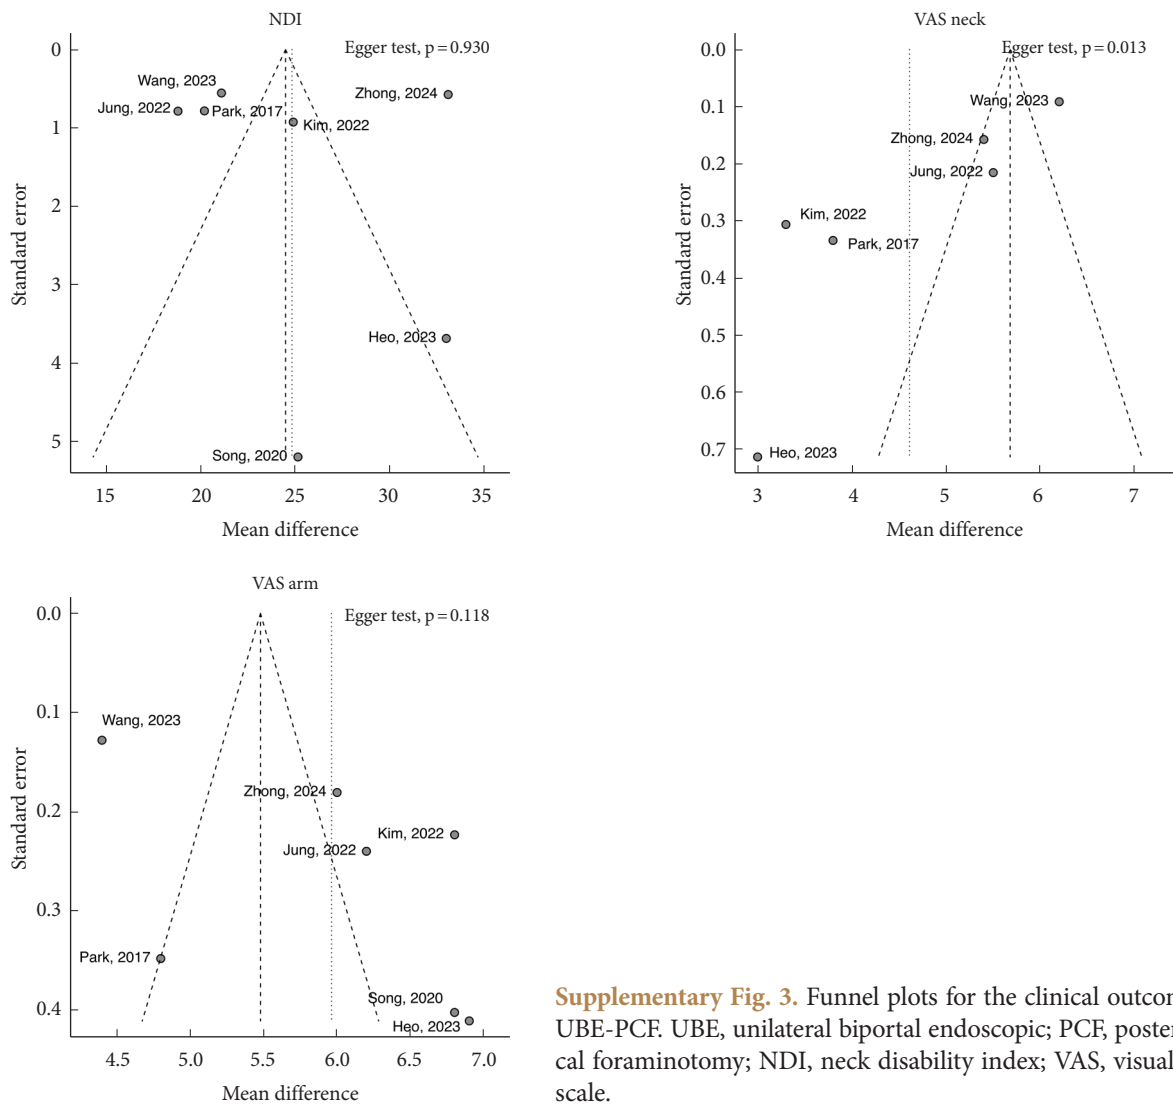 NDI
Egger test, p=0.930
Standard error
0
1
2
3
4
5
Wang, 2023
Zhong, 2024
Jung, 2022
Park, 2017
Kim, 2022
Heo, 2023
Song, 2020
15 20 25 30 35
Mean difference
VAS neck
Egger test, p=0.013
Standard error
0.0
0.1
0.2
0.3
0.4
0.5
0.6
0.7
Wang, 2023
Zhong, 2024
Jung, 2022
Kim, 2022
Park, 2017
Heo, 2023
3 4 5 6 7
Mean difference
VAS arm
Egger test, p=0.118
Standard error
0.0
0.1
0.2
0.3
0.4
Wang, 2023
Zhong, 2024
Kim, 2022
Jung, 2022
Park, 2017
Song, 2020
Heo, 2023
4.5 5.0 5.5 6.0 6.5 7.0
Mean difference
Supplementary Fig. 3. Funnel plots for the clinical outcon
UBE-PCF. UBE, unilateral biportal endoscopic; PCF, poster
cal foraminotomy; NDI, neck disability index; VAS, visual
scale.